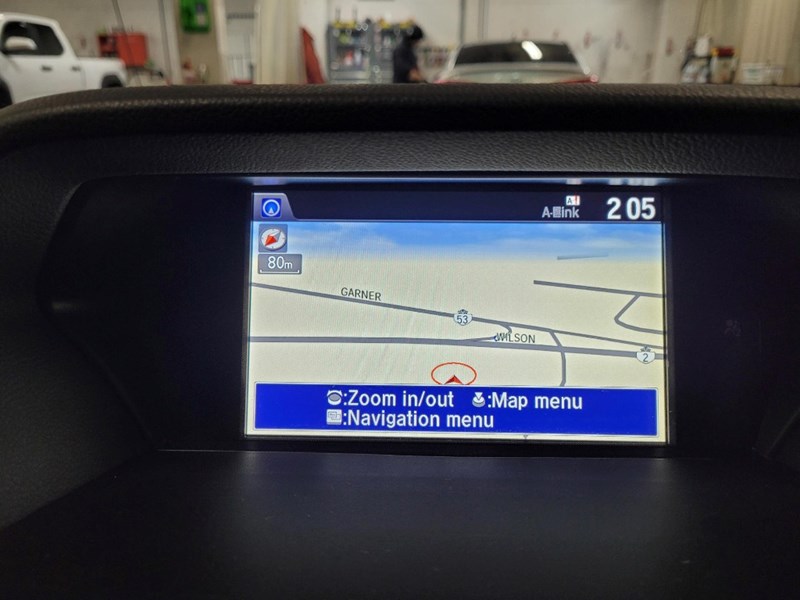 A-Link 2 05
80m
GARNER
53
WILSON
2
:Zoom in/out :Map menu
:Navigation menu